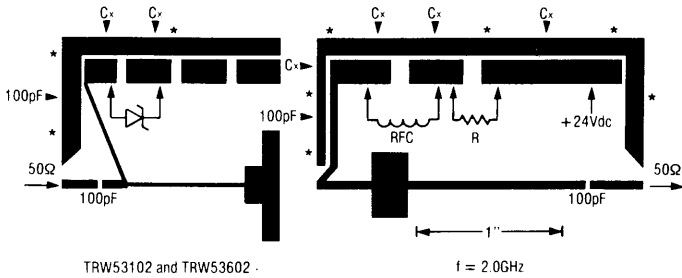 Cx Cx * Cx Cx
* * * *
Cx
100pF 100pF * *
* RFC R +24Vdc
* *
50Ω 50Ω
100pF 100pF
1"
TRW53102 and TRW53602 . f = 2.0GHz